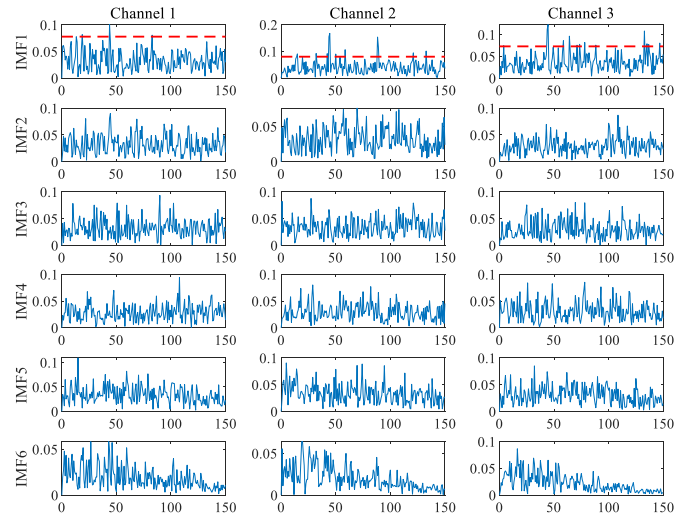 Channel 1 Channel 2 Channel 3
IMF1 0.1 0.05 0 0 50 100 150 0.2 0.1 0 0 50 100 150 0.1 0.05 0 0 50 100 150
IMF2 0.1 0.05 0 0 50 100 150 0.05 0 0 50 100 150 0.1 0.05 0 0 50 100 150
IMF3 0.1 0.05 0 0 50 100 150 0.1 0.05 0 0 50 100 150 0.1 0.05 0 0 50 100 150
IMF4 0.1 0.05 0 0 50 100 150 0.1 0.05 0 0 50 100 150 0.1 0.05 0 0 50 100 150
IMF5 0.1 0.05 0 0 50 100 150 0.1 0.05 0 0 50 100 150 0.1 0.05 0 0 50 100 150
IMF6 0.05 0 0 50 100 150 0.05 0 0 50 100 150 0.1 0.05 0 0 50 100 150